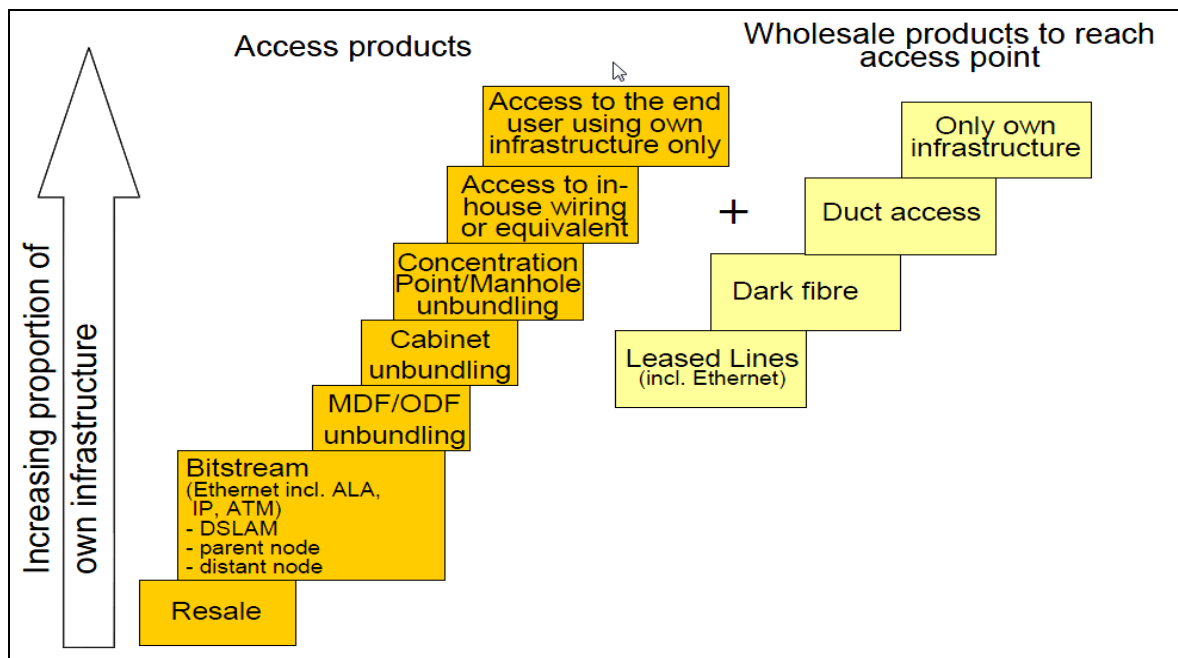 Access products
Wholesale products to reach
access point
Increasing proportion of
own infrastructure
Access to the end
user using own
infrastructure only
Access to in-
house wiring
or equivalent
Concentration
Point/Manhole
unbundling
Cabinet
unbundling
MDF/ODF
unbundling
Bitstream
(Ethernet incl. ALA,
IP, ATM)
- DSLAM
- parent node
- distant node
Resale
+
Only own
infrastructure
Duct access
Dark fibre
Leased Lines
(incl. Ethernet)